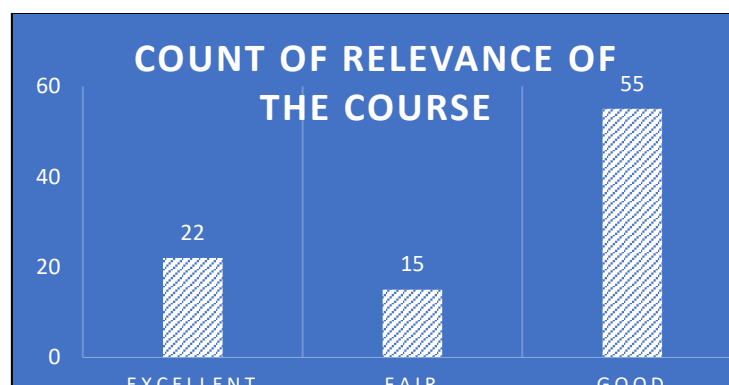 COUNT OF RELEVANCE OF
THE COURSE
60
40
20
0
22
15
55
EXCELLENT
FAIR
GOOD